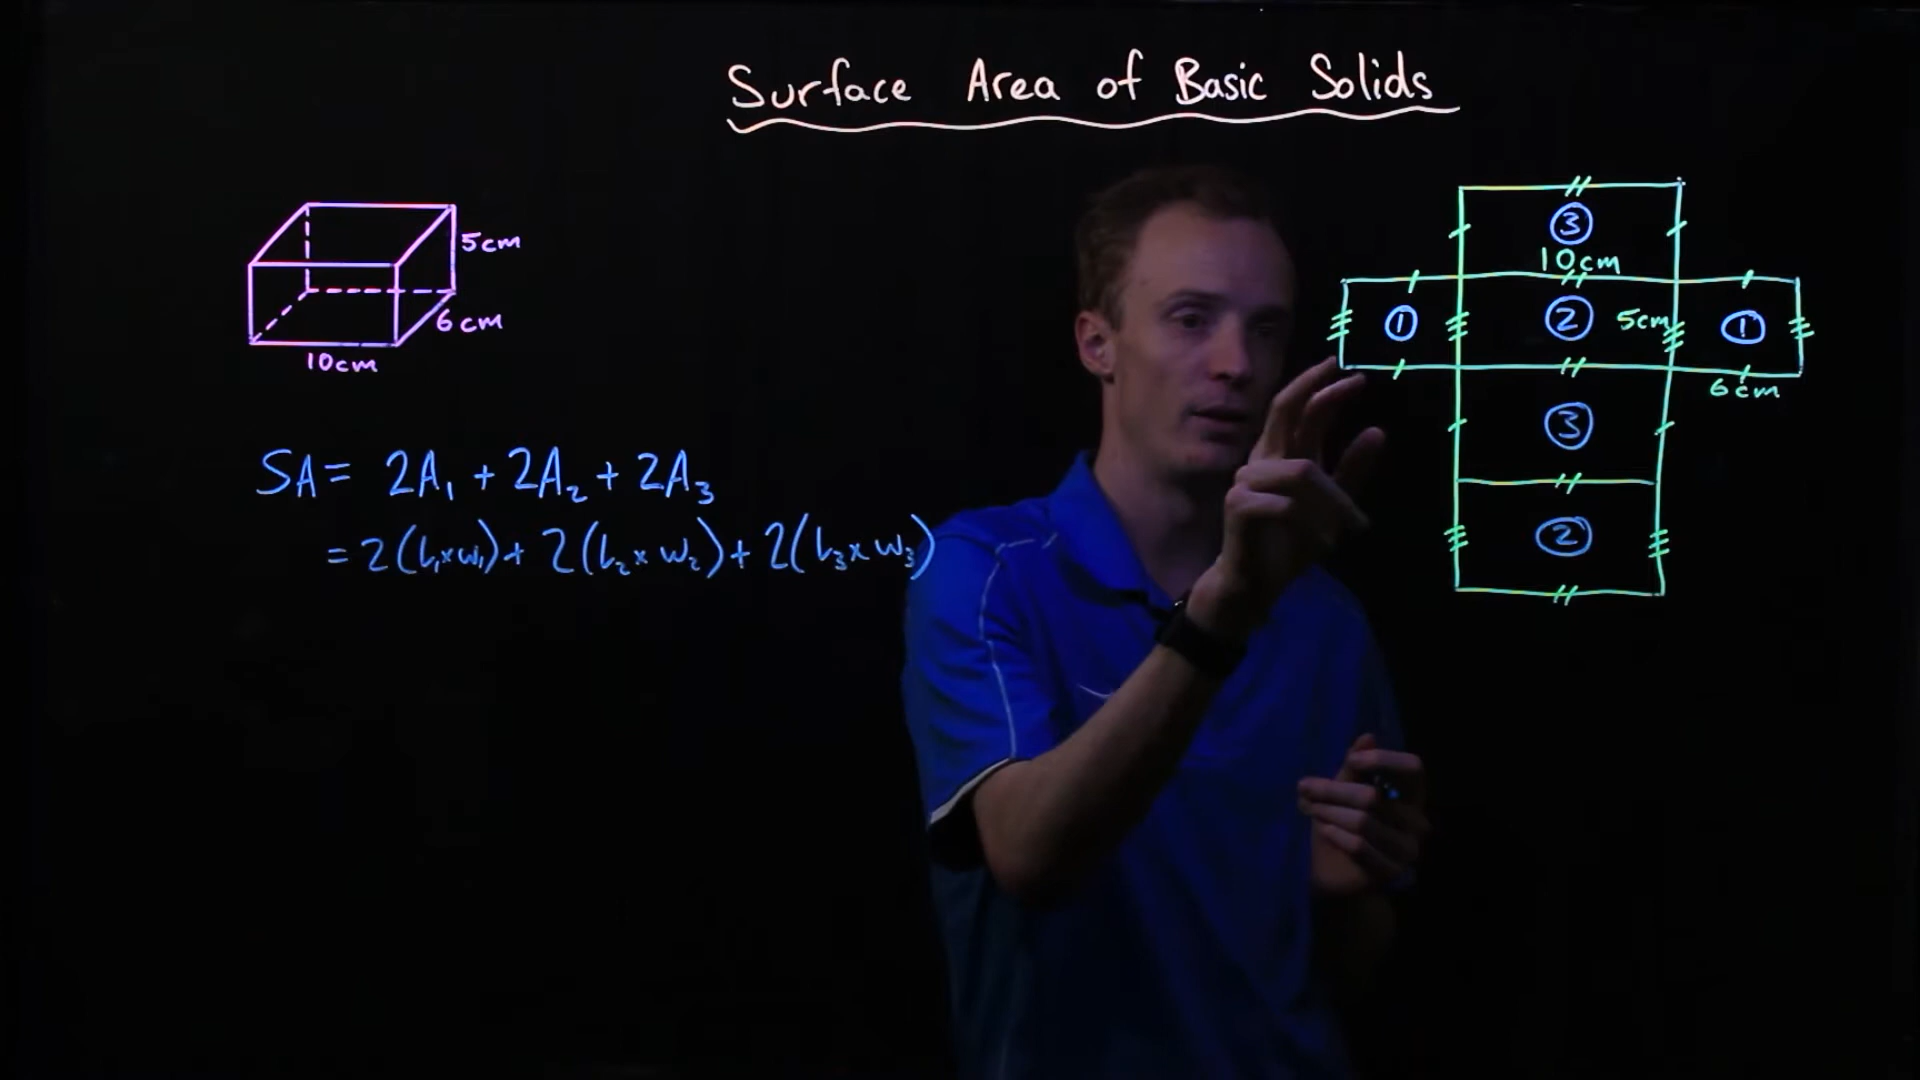 Surface Area of Basic Solids
5cm
6cm
10cm
SA = 2A₁ + 2A₂ + 2A₃
= 2(L₁×w₁) + 2(L₂×w₂) + 2(L₃×w₃)
3
10cm
1
2
5cm
1
6cm
3
2